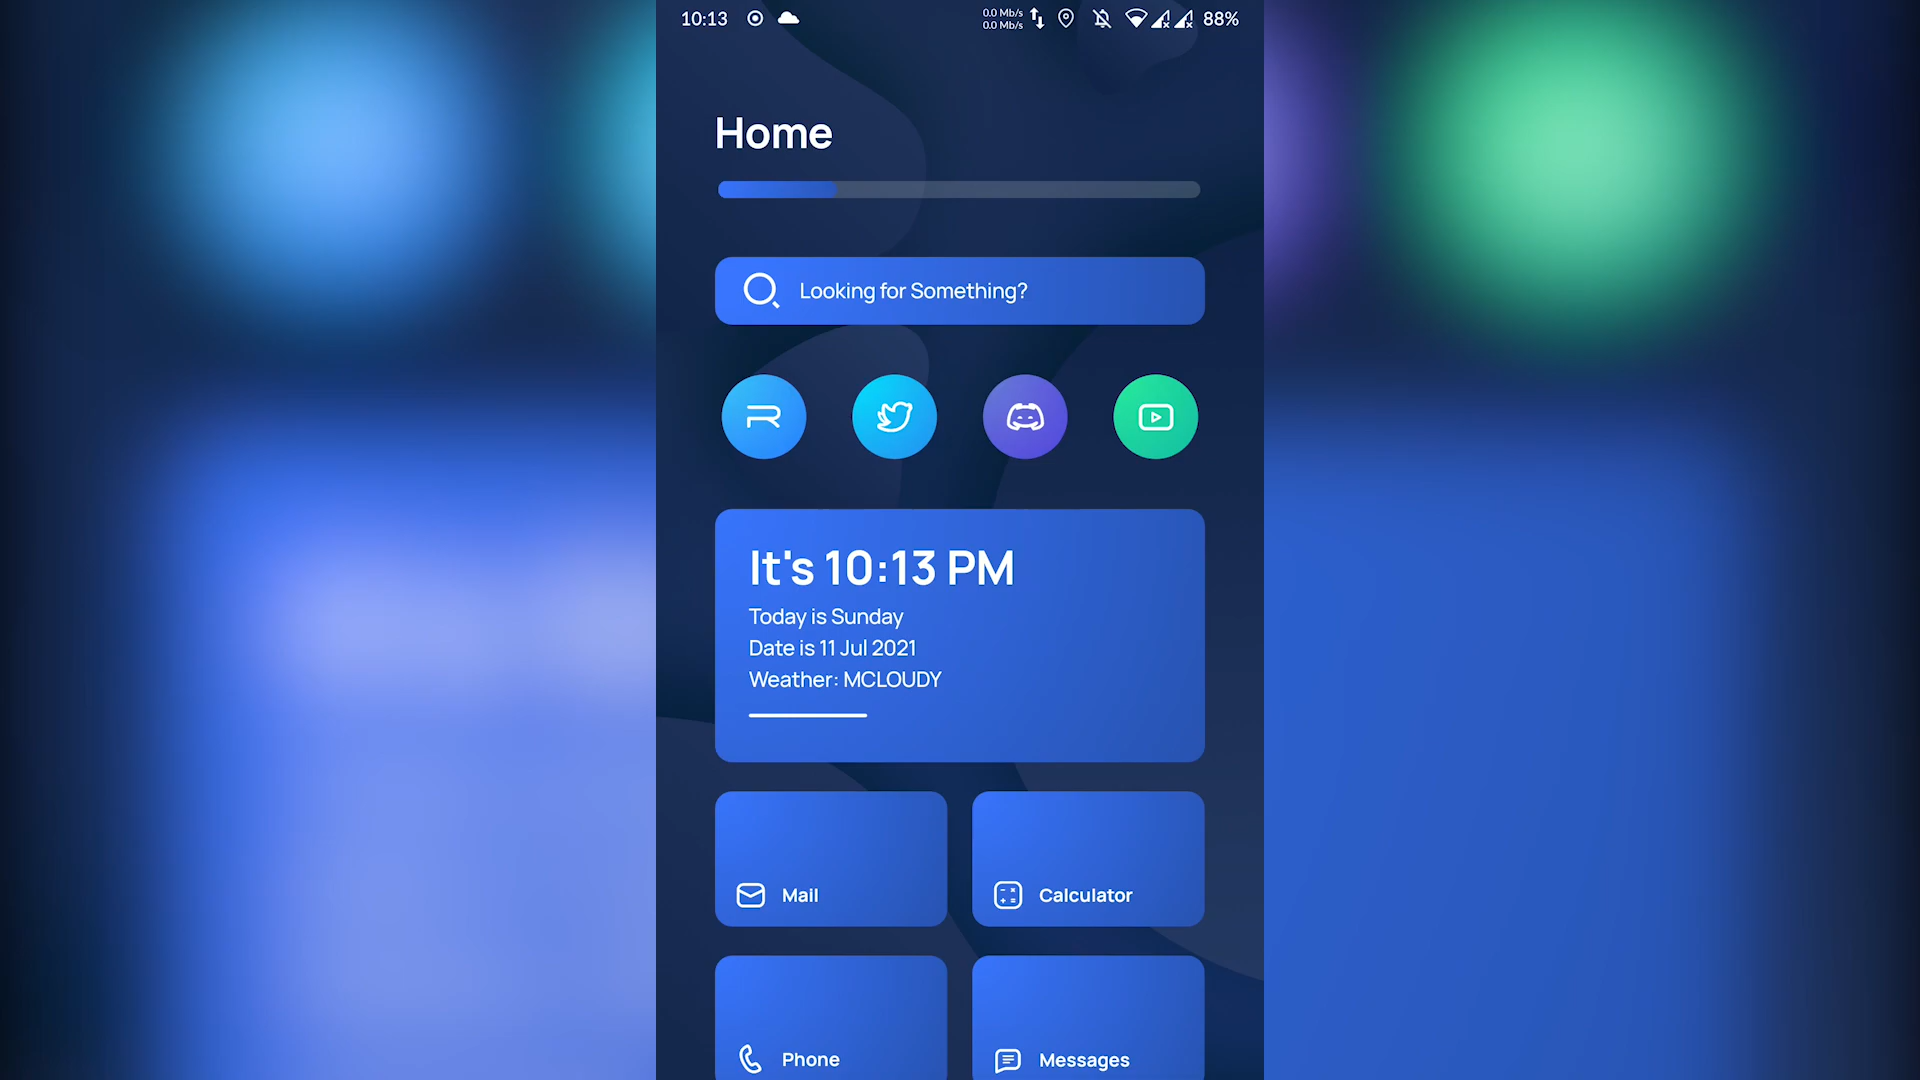 10:13
0.0 Mb/s
0.0 Mb/s
88%
Home
Looking for Something?
It's 10:13 PM
Today is Sunday
Date is 11 Jul 2021
Weather: MCLOUDY
Mail
Calculator
Phone
Messages